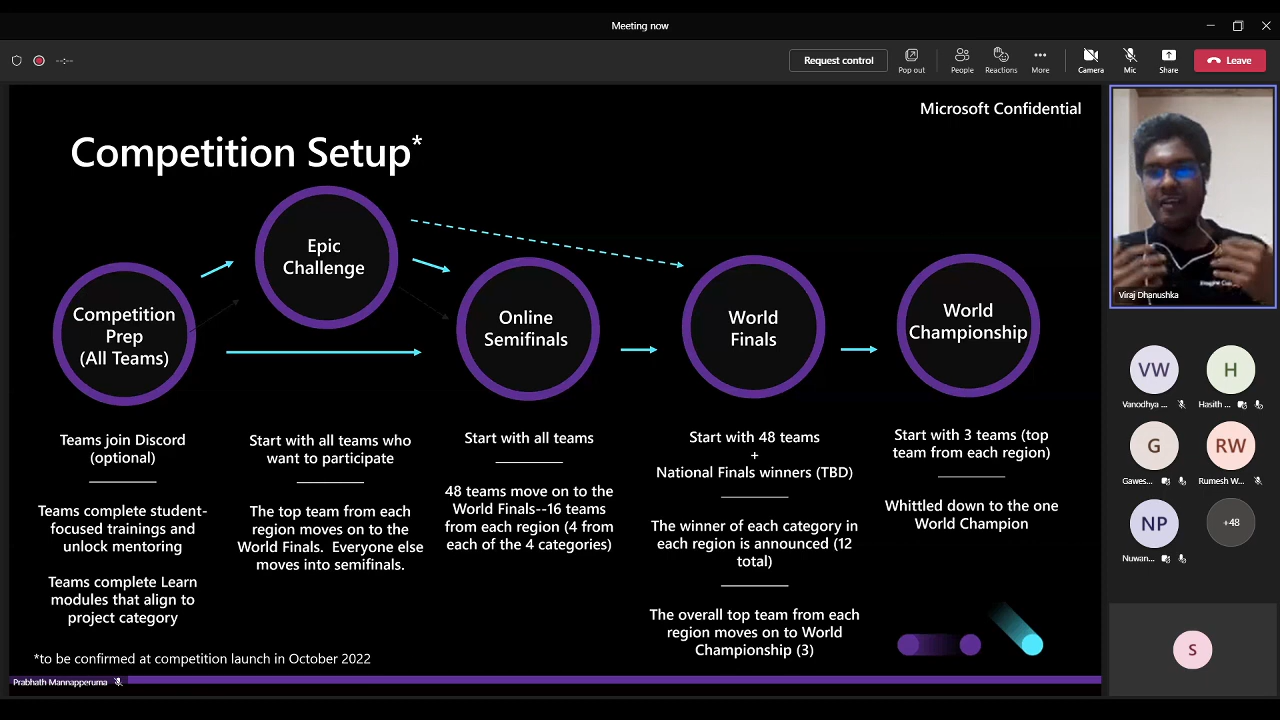 Meeting now
--:--
Request control
Pop out
People
Reactions
More
Camera
Mic
Share
Leave
Microsoft Confidential
Competition Setup*
Competition
Prep
(All Teams)
Epic
Challenge
Online
Semifinals
World
Finals
World
Championship
Teams join Discord
(optional)
Teams complete student-
focused trainings and
unlock mentoring
Teams complete Learn
modules that align to
project category
Start with all teams who
want to participate
The top team from each
region moves on to the
World Finals. Everyone else
moves into semifinals.
Start with all teams
48 teams move on to the
World Finals--16 teams
from each region (4 from
each of the 4 categories)
Start with 48 teams
+
National Finals winners (TBD)
The winner of each category in
each region is announced (12
total)
The overall top team from each
region moves on to World
Championship (3)
Start with 3 teams (top
team from each region)
Whittled down to the one
World Champion
*to be confirmed at competition launch in October 2022
Prabhath Mannapperuma
Viraj Dhanushka
VW
Vanodhya ...
H
Hasith ...
G
Gawes...
RW
Rumesh W...
NP
Nuwan...
+48
S